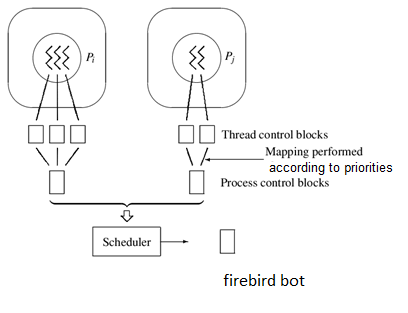 Pi
Pj
Thread control blocks
Mapping performed
according to priorities
Process control blocks
Scheduler
firebird bot